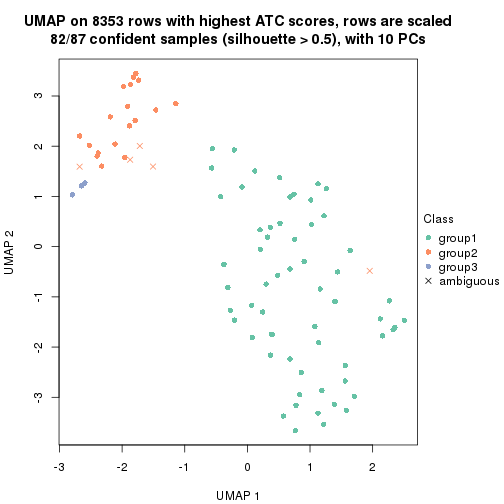 UMAP on 8353 rows with highest ATC scores, rows are scaled
82/87 confident samples (silhouette > 0.5), with 10 PCs
UMAP 2
3
2
1
0
-1
-2
-3
-3
-2
-1
0
1
2
UMAP 1
Class
group1
group2
group3
ambiguous